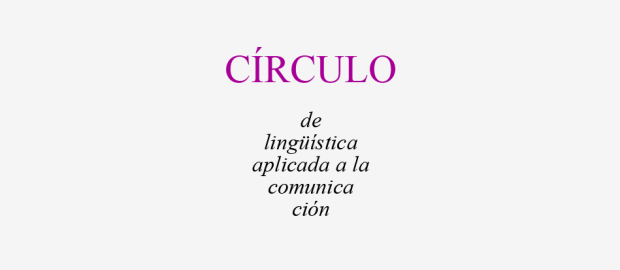 CÍRCULO
de
lingüística
aplicada a la
comunica
ción